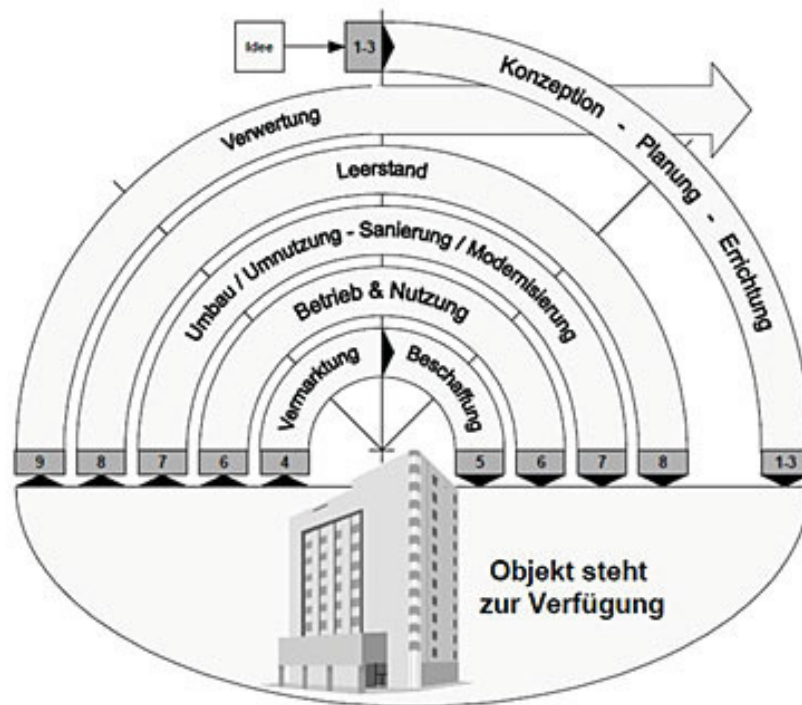 Idee
1-3
Konzeption - Planung - Errichtung
Verwertung
Leerstand
Umbau / Umnutzung - Sanierung / Modernisierung
Betrieb & Nutzung
Vermarktung
Beschaffung
9 8 7 6 4 5 6 7 8 1-3
Objekt steht
zur Verfügung